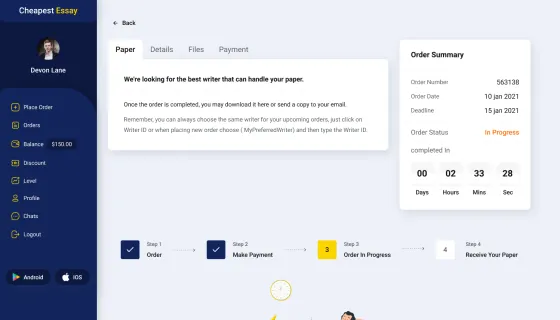 Cheapest Essay
Devon Lane
Place Order
Orders
Balance $150.00
Discount
Level
Profile
Chats
Logout
Android
iOS
Back
Paper Details Files Payment
We're looking for the best writer that can handle your paper.
Once the order is completed, you may download it here or send a copy to your email.
Remember, you can always choose the same writer for your upcoming orders, just click on
Writer ID or when placing new order choose ( MyPreferredWriter) and then type the Writer ID.
Order Summary
Order Number 563138
Order Date 10 jan 2021
Deadline 15 jan 2021
Order Status In Progress
completed In
00 02 33 28
Days Hours Mins Sec
Step 1
Order
Step 2
Make Payment
3
Step 3
Order In Progress
4
Step 4
Receive Your Paper